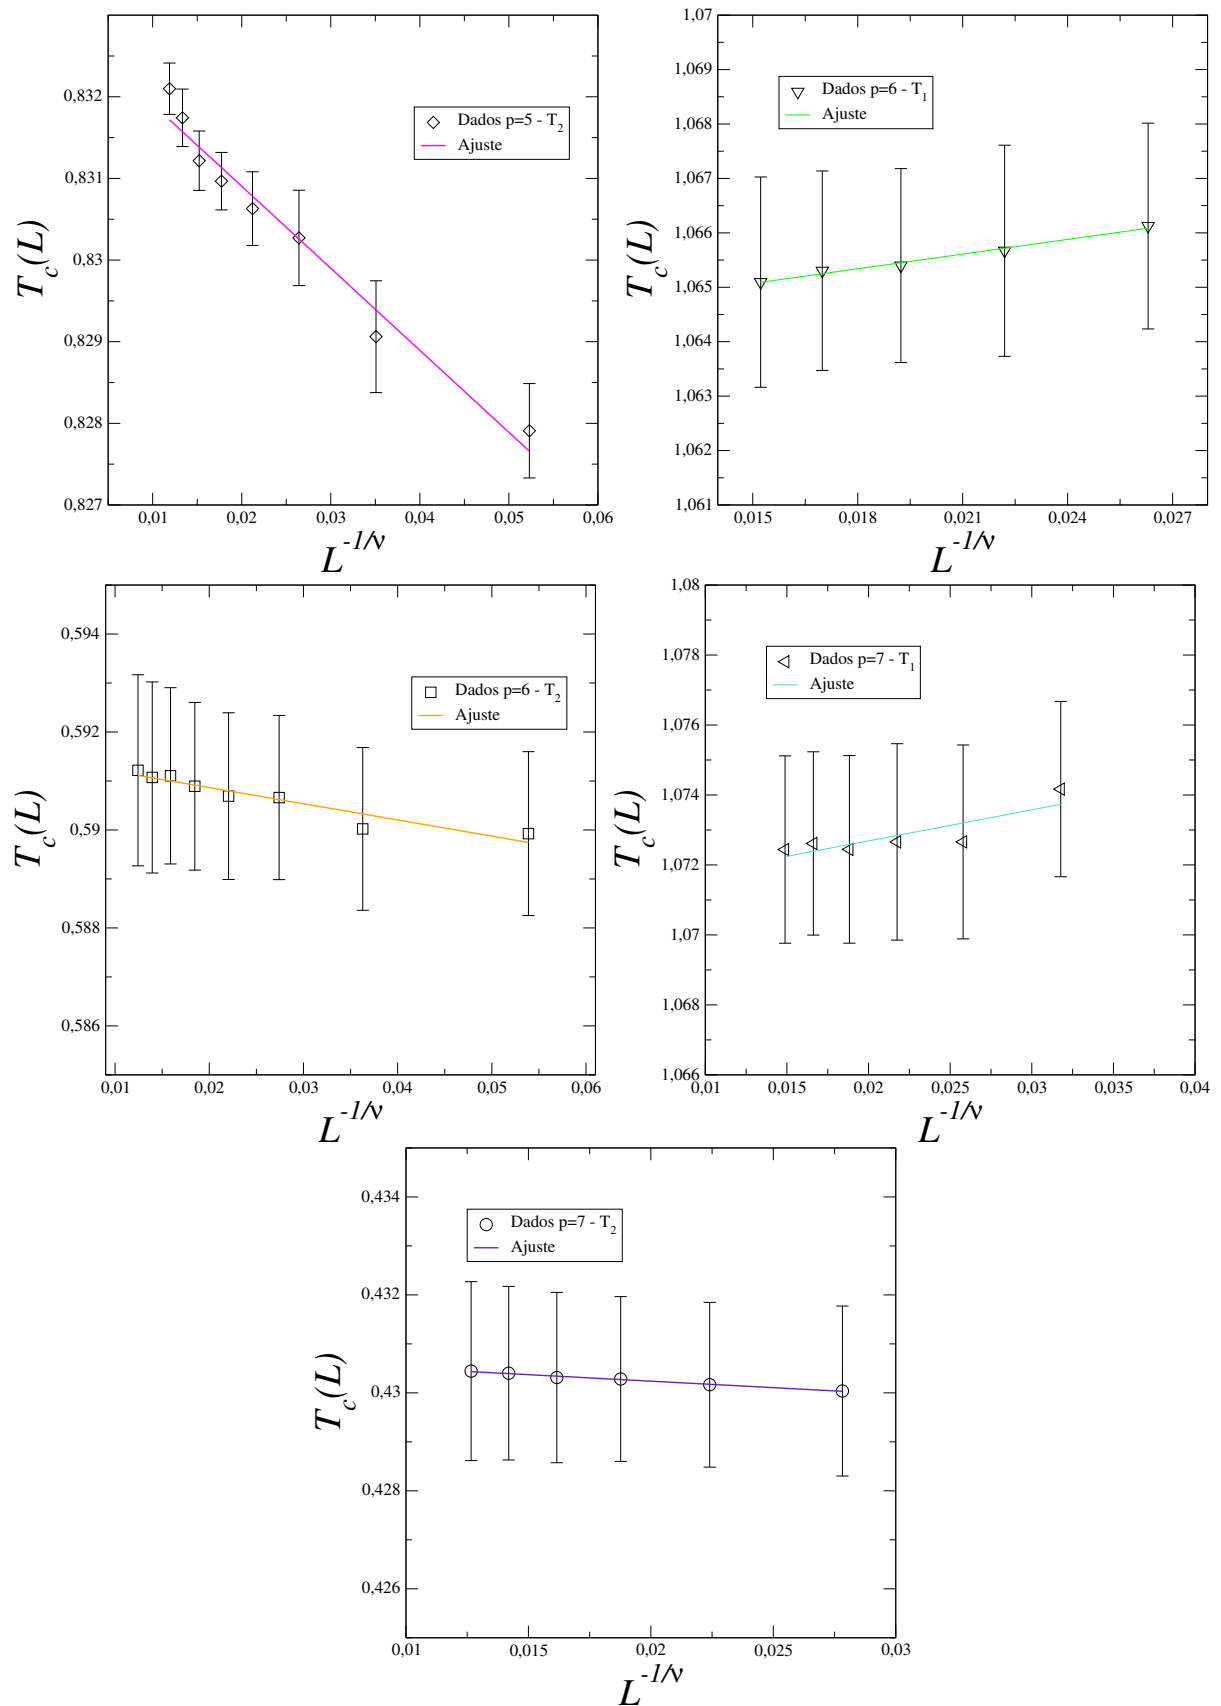 0,832
0,831
0,83
0,829
0,828
0,827
T_c(L)
Dados p=5 - T_2
Ajuste
0,01 0,02 0,03 0,04 0,05 0,06
L^{-1/ν}
1,07
1,069
1,068
1,067
1,066
1,065
1,064
1,063
1,062
1,061
T_c(L)
Dados p=6 - T_1
Ajuste
0,015 0,018 0,021 0,024 0,027
L^{-1/ν}
0,594
0,592
0,59
0,588
0,586
T_c(L)
Dados p=6 - T_2
Ajuste
0,01 0,02 0,03 0,04 0,05 0,06
L^{-1/ν}
1,08
1,078
1,076
1,074
1,072
1,07
1,068
1,066
T_c(L)
Dados p=7 - T_1
Ajuste
0,01 0,015 0,02 0,025 0,03 0,035 0,04
L^{-1/ν}
0,434
0,432
0,43
0,428
0,426
T_c(L)
Dados p=7 - T_2
Ajuste
0,01 0,015 0,02 0,025 0,03
L^{-1/ν}